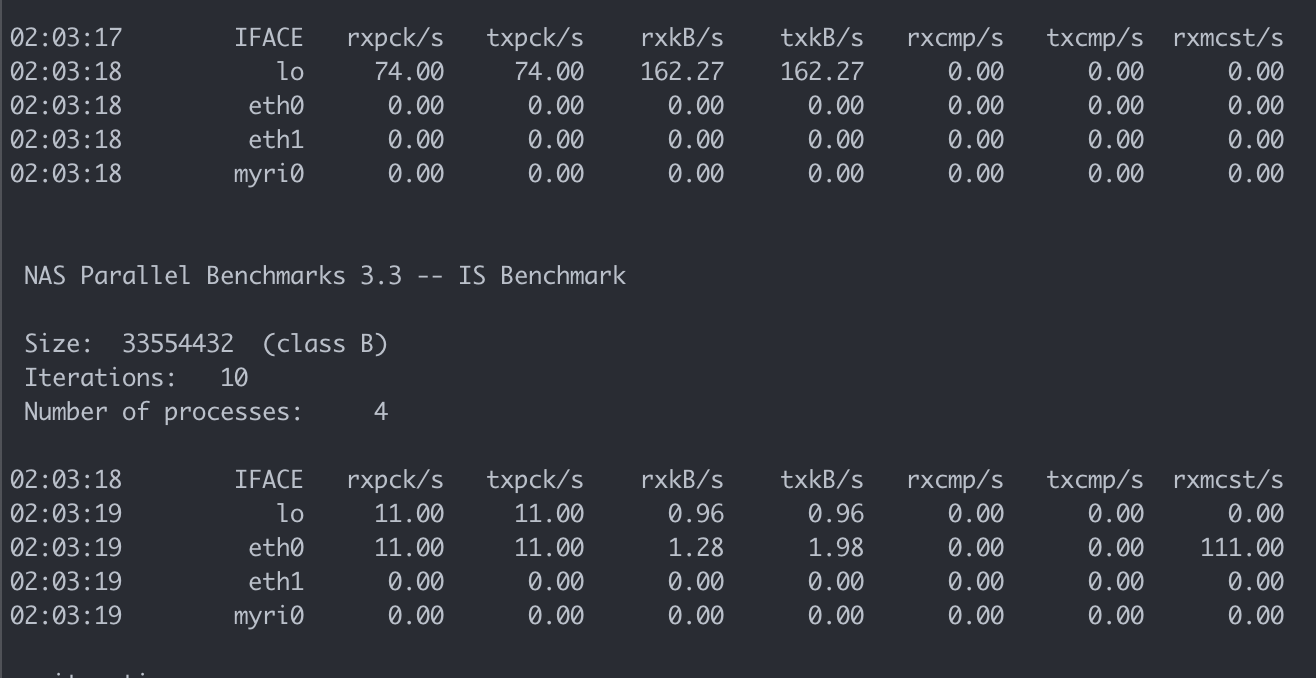 02:03:17 IFACE rxpck/s txpck/s rxkB/s txkB/s rxcmp/s txcmp/s rxmcst/s
02:03:18 lo 74.00 74.00 162.27 162.27 0.00 0.00 0.00
02:03:18 eth0 0.00 0.00 0.00 0.00 0.00 0.00 0.00
02:03:18 eth1 0.00 0.00 0.00 0.00 0.00 0.00 0.00
02:03:18 myri0 0.00 0.00 0.00 0.00 0.00 0.00 0.00
NAS Parallel Benchmarks 3.3 -- IS Benchmark
Size: 33554432 (class B)
Iterations: 10
Number of processes: 4
02:03:18 IFACE rxpck/s txpck/s rxkB/s txkB/s rxcmp/s txcmp/s rxmcst/s
02:03:19 lo 11.00 11.00 0.96 0.96 0.00 0.00 0.00
02:03:19 eth0 11.00 11.00 1.28 1.98 0.00 0.00 111.00
02:03:19 eth1 0.00 0.00 0.00 0.00 0.00 0.00 0.00
02:03:19 myri0 0.00 0.00 0.00 0.00 0.00 0.00 0.00